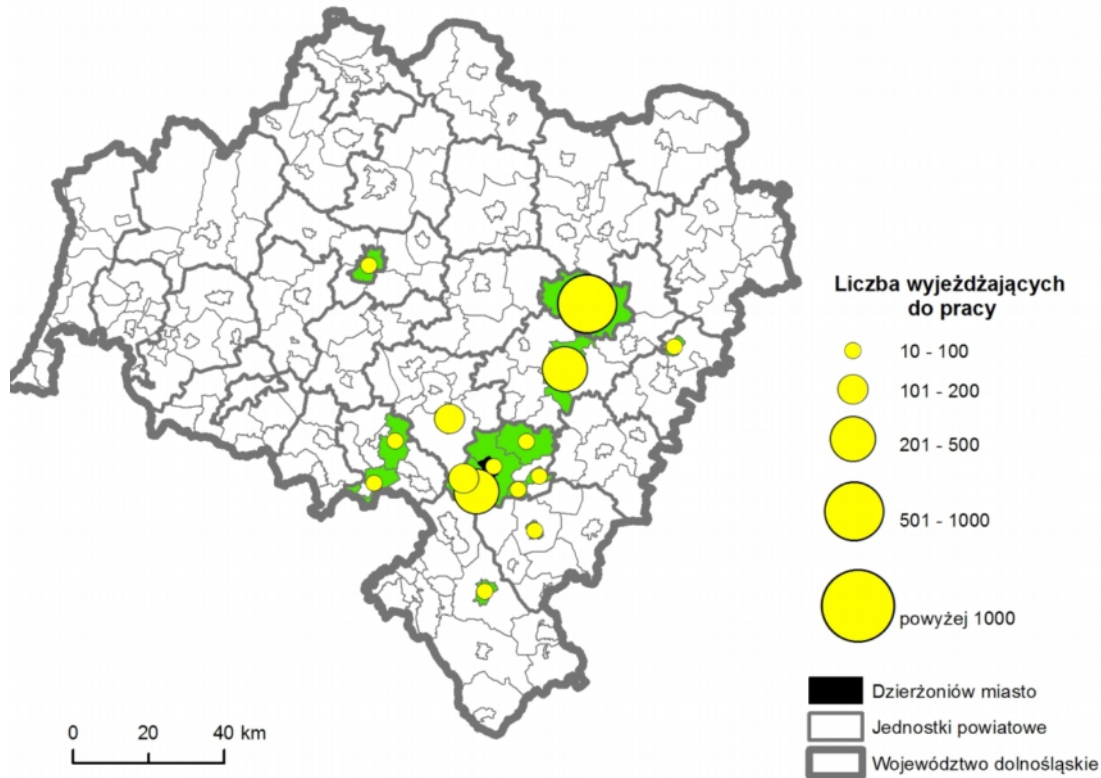 Liczba wyjeżdżających
do pracy
10 - 100
101 - 200
201 - 500
501 - 1000
powyżej 1000
Dzierżoniów miasto
Jednostki powiatowe
Województwo dolnośląskie
0 20 40 km